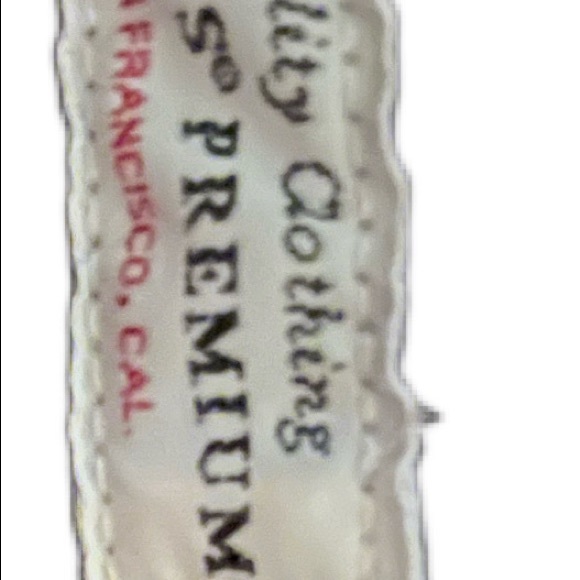 lity Clothing
S® PREMIUM
FRANCISCO, CAL.